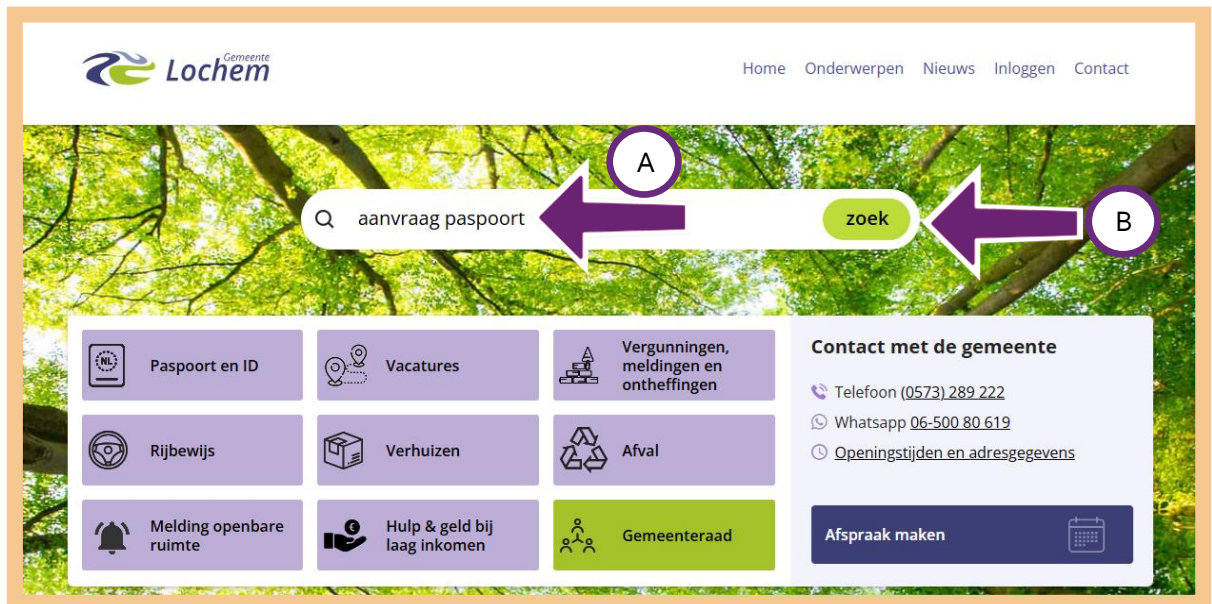 Gemeente
Lochem
Home Onderwerpen Nieuws Inloggen Contact
A
aanvraag paspoort
zoek
B
Paspoort en ID
Vacatures
Vergunningen,
meldingen en
ontheffingen
Rijbewijs
Verhuizen
Afval
Melding openbare
ruimte
Hulp & geld bij
laag inkomen
Gemeenteraad
NL
€
Contact met de gemeente
Telefoon (0573) 289 222
Whatsapp 06-500 80 619
Openingstijden en adresgegevens
Afspraak maken